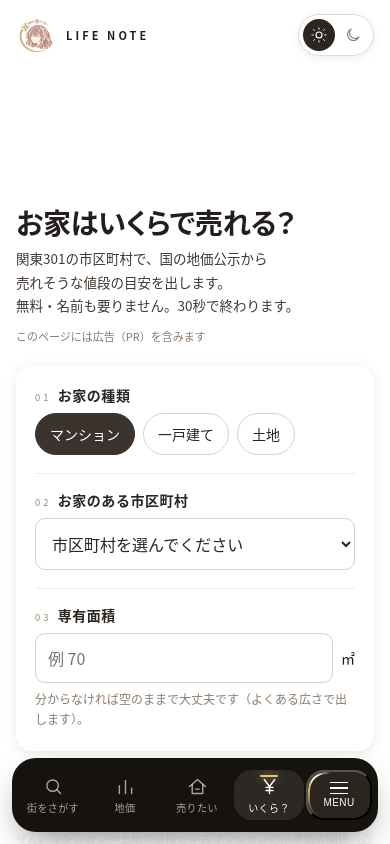 LIFE NOTE
お家はいくらで売れる？
関東301の市区町村で、国の地価公示から
売れそうな値段の目安を出します。
無料・名前も要りません。30秒で終わります。
このページには広告（PR）を含みます
01 お家の種類
マンション 一戸建て 土地
02 お家のある市区町村
市区町村を選んでください
03 専有面積
例 70 ㎡
分からなければ空のままで大丈夫です（よくある広さで出
します）。
街をさがす 地価 売りたい いくら？ MENU